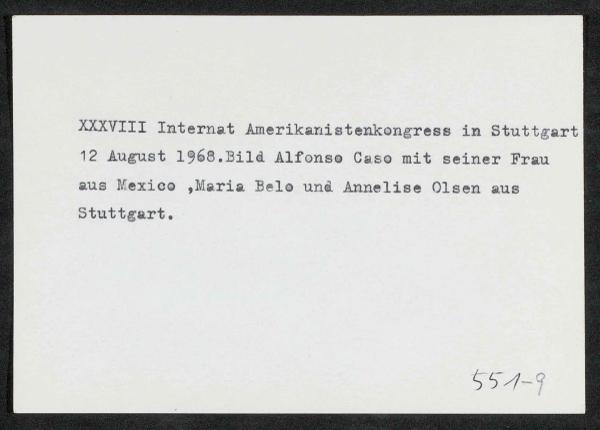 XXXVIII Internat Amerikanistenkongress in Stuttgart
12 August 1968.Bild Alfonso Caso mit seiner Frau
aus Mexico ,Maria Belo und Annelise Olsen aus
Stuttgart.
551-9